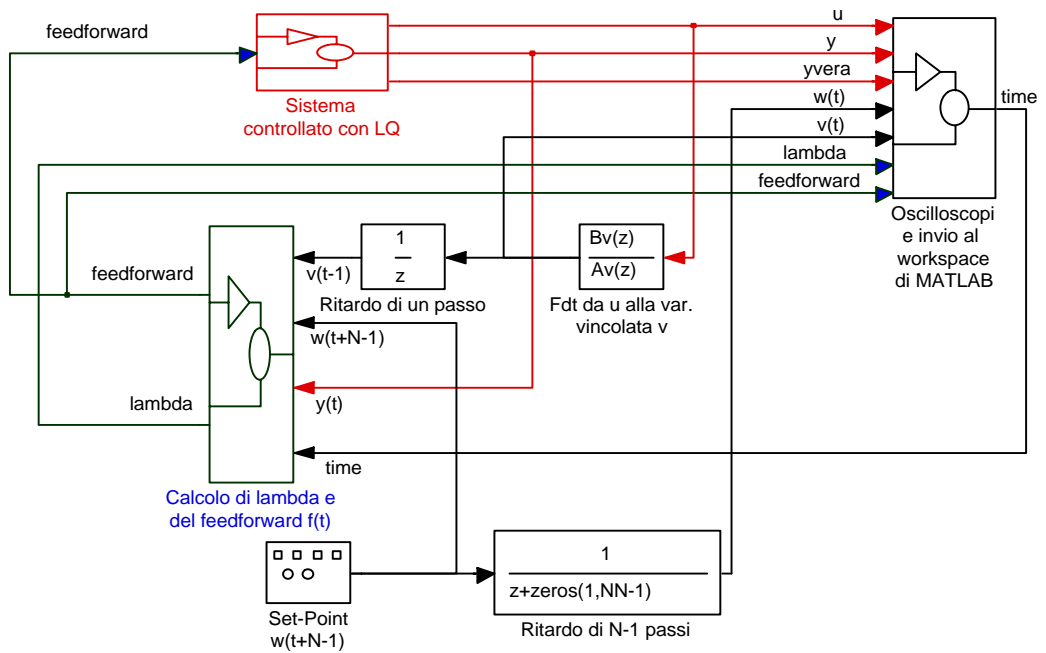 feedforward
Sistema
controllato con LQ
u
y
yvera
w(t)
v(t)
lambda
feedforward
time
Oscilloscopi
e invio al
workspace
di MATLAB
feedforward
lambda
v(t-1)
w(t+N-1)
y(t)
time
1
z
Ritardo di un passo
Bv(z)
Av(z)
Fdt da u alla var.
vincolata v
Calcolo di lambda e
del feedforward f(t)
Set-Point
w(t+N-1)
1
z+zeros(1,NN-1)
Ritardo di N-1 passi